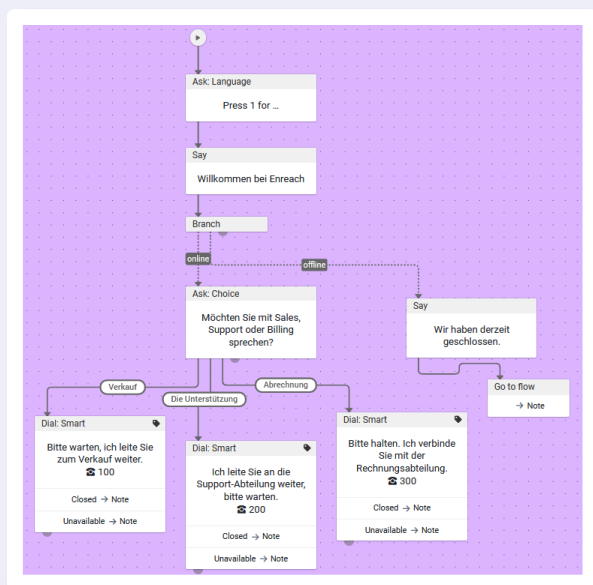 Ask: Language
Press 1 for ...
Say
Willkommen bei Enreach
Branch
online
offline
Ask: Choice
Möchten Sie mit Sales,
Support oder Billing
sprechen?
Say
Wir haben derzeit
geschlossen.
Verkauf
Die Unterstützung
Abrechnung
Go to flow
→ Note
Dial: Smart
Bitte warten, ich leite Sie
zum Verkauf weiter.
☎ 100
Closed → Note
Unavailable → Note
Dial: Smart
Ich leite Sie an die
Support-Abteilung weiter,
bitte warten.
☎ 200
Closed → Note
Unavailable → Note
Dial: Smart
Bitte halten. Ich verbinde
Sie mit der
Rechnungsabteilung.
☎ 300
Closed → Note
Unavailable → Note